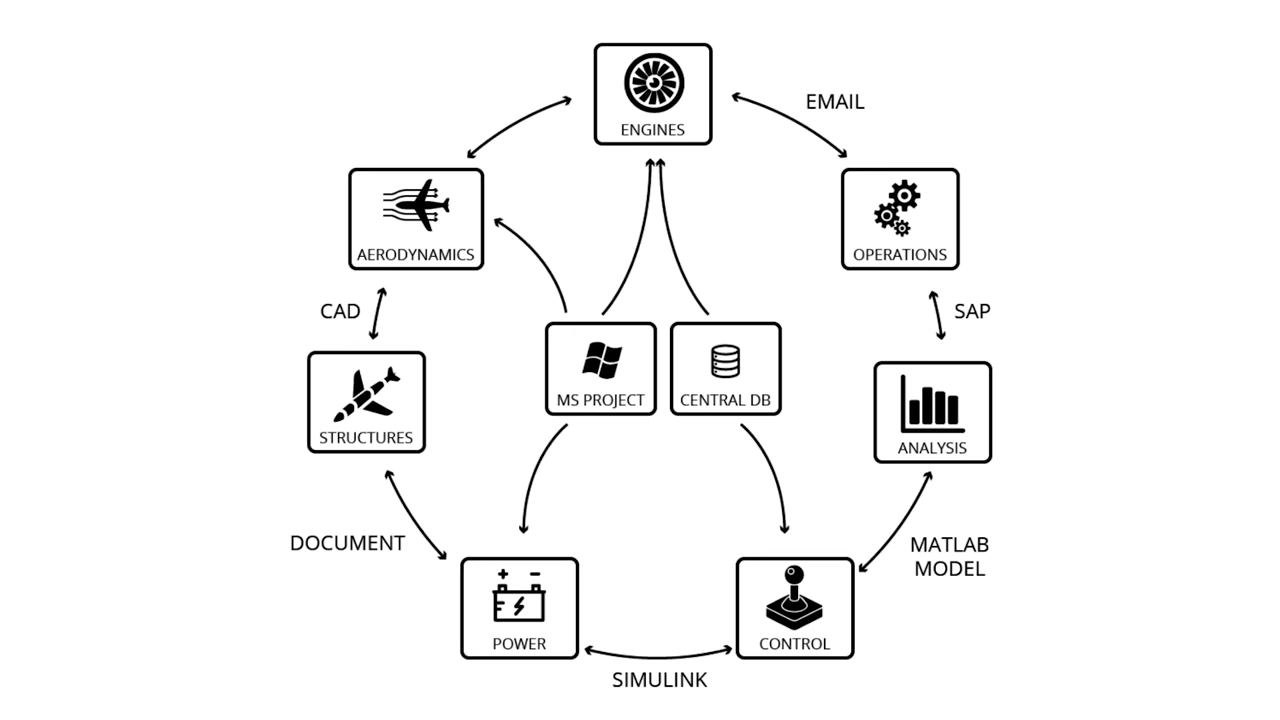 ENGINES
EMAIL
AERODYNAMICS
OPERATIONS
CAD
SAP
MS PROJECT
CENTRAL DB
STRUCTURES
ANALYSIS
DOCUMENT
MATLAB
MODEL
+ −
POWER
CONTROL
SIMULINK